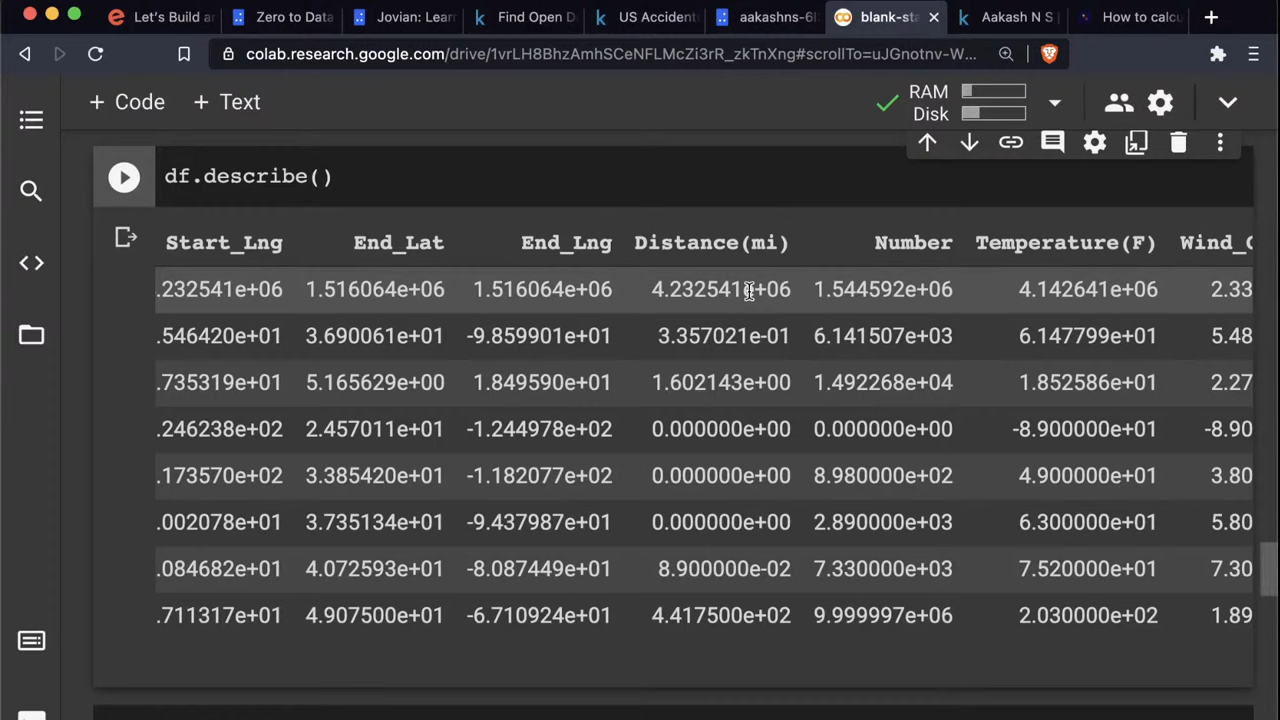 Let's Build ar Zero to Data Jovian: Learn Find Open D US Accident aakashns-6l blank-sta Aakash N S | How to calcu
colab.research.google.com/drive/1vrLH8BhzAmhSCeNFLMcZi3rR_zkTnXng#scrollTo=uJGnotnv-W...
+ Code + Text RAM
Disk
df.describe()
Start_Lng End_Lat End_Lng Distance(mi) Number Temperature(F) Wind_C
.232541e+06 1.516064e+06 1.516064e+06 4.232541e+06 1.544592e+06 4.142641e+06 2.33
.546420e+01 3.690061e+01 -9.859901e+01 3.357021e-01 6.141507e+03 6.147799e+01 5.48
.735319e+01 5.165629e+00 1.849590e+01 1.602143e+00 1.492268e+04 1.852586e+01 2.27
.246238e+02 2.457011e+01 -1.244978e+02 0.000000e+00 0.000000e+00 -8.900000e+01 -8.90
.173570e+02 3.385420e+01 -1.182077e+02 0.000000e+00 8.980000e+02 4.900000e+01 3.80
.002078e+01 3.735134e+01 -9.437987e+01 0.000000e+00 2.890000e+03 6.300000e+01 5.80
.084682e+01 4.072593e+01 -8.087449e+01 8.900000e-02 7.330000e+03 7.520000e+01 7.30
.711317e+01 4.907500e+01 -6.710924e+01 4.417500e+02 9.999997e+06 2.030000e+02 1.89